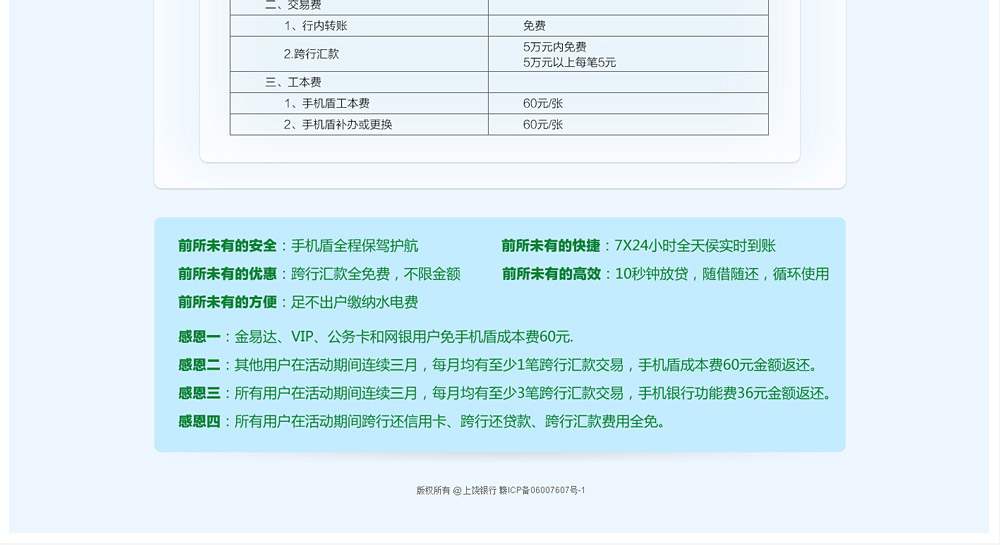 二、交易费
1、行内转账 免费
2.跨行汇款 5万元内免费
5万元以上每笔5元
三、工本费
1、手机盾工本费 60元/张
2、手机盾补办或更换 60元/张
前所未有的安全：手机盾全程保驾护航 前所未有的快捷：7X24小时全天侯实时到账
前所未有的优惠：跨行汇款全免费，不限金额 前所未有的高效：10秒钟放贷，随借随还，循环使用
前所未有的方便：足不出户缴纳水电费
感恩一：金易达、VIP、公务卡和网银用户免手机盾成本费60元.
感恩二：其他用户在活动期间连续三月，每月均有至少1笔跨行汇款交易，手机盾成本费60元金额返还。
感恩三：所有用户在活动期间连续三月，每月均有至少3笔跨行汇款交易，手机银行功能费36元金额返还。
感恩四：所有用户在活动期间跨行还信用卡、跨行还贷款、跨行汇款费用全免。
版权所有 @上饶银行 赣ICP备06007607号-1